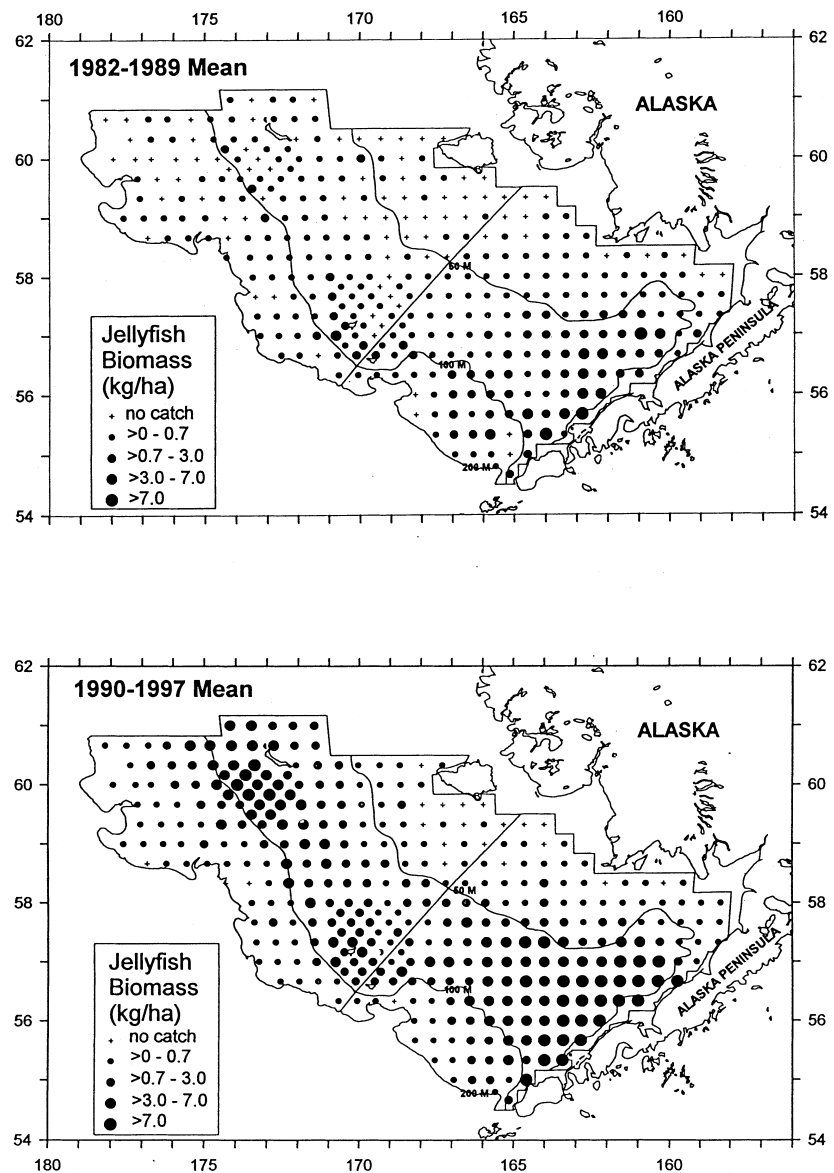 180 175 170 165 160
62 62
1982-1989 Mean
ALASKA
60 60
58 58
50 M
Jellyfish
Biomass
(kg/ha)
+ no catch
>0 - 0.7
>0.7 - 3.0
>3.0 - 7.0
>7.0
100 M
ALASKA PENINSULA
56 56
200 M
54 54
62 62
1990-1997 Mean
ALASKA
60 60
58 58
50 M
Jellyfish
Biomass
(kg/ha)
+ no catch
>0 - 0.7
>0.7 - 3.0
>3.0 - 7.0
>7.0
100 M
ALASKA PENINSULA
56 56
200 M
54 54
180 175 170 165 160